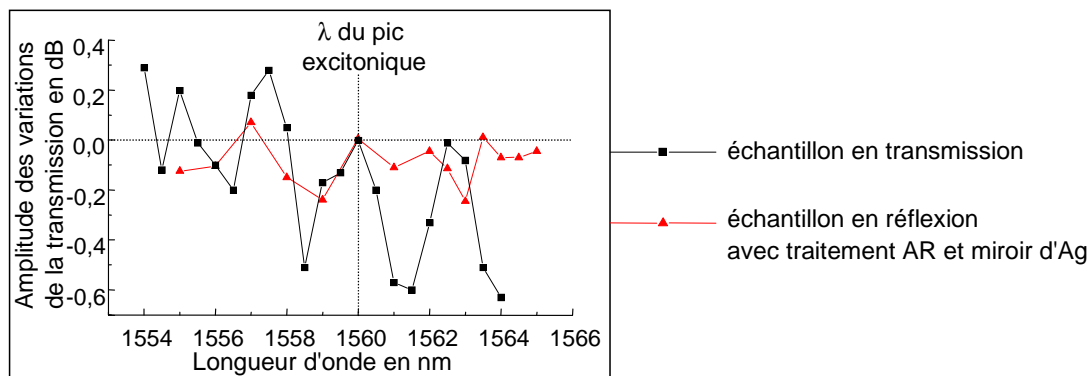 Amplitude des variations
de la transmission en dB
λ du pic
excitonique
0,4
0,2
0,0
-0,2
-0,4
-0,6
1554 1556 1558 1560 1562 1564 1566
Longueur d'onde en nm
échantillon en transmission
échantillon en réflexion
avec traitement AR et miroir d'Ag